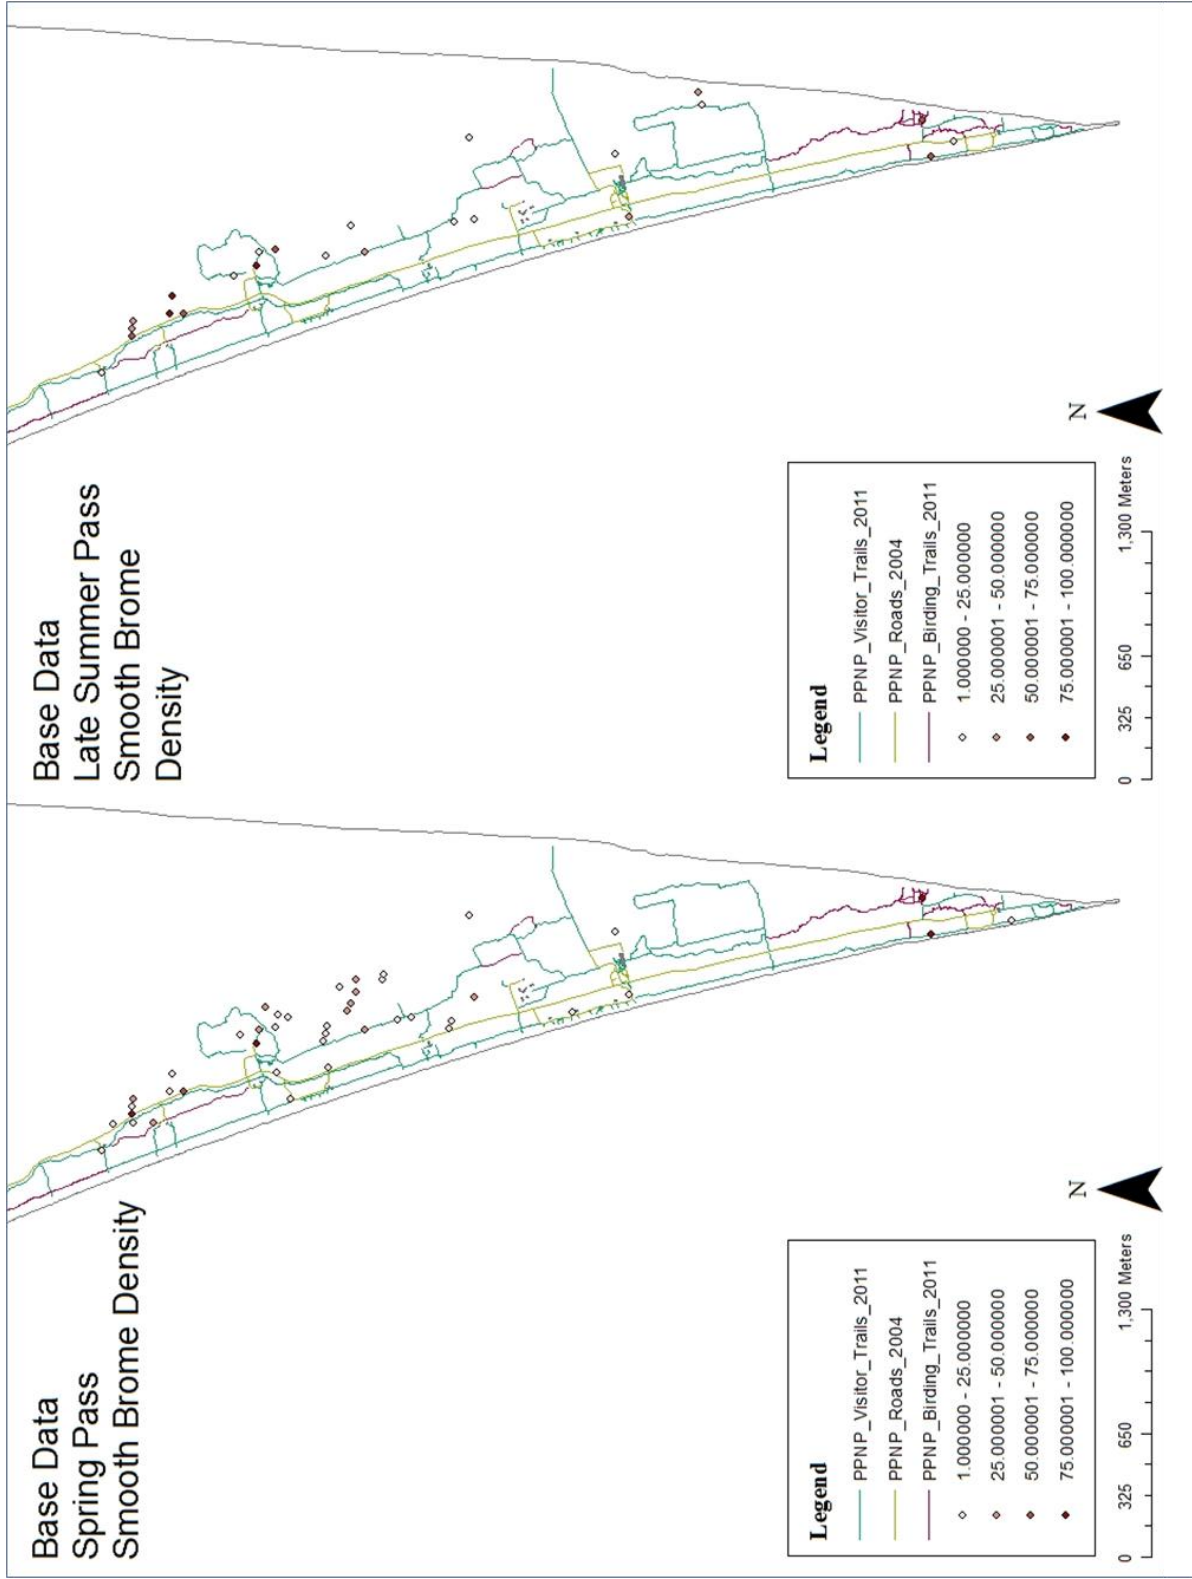 Base Data
Spring Pass
Smooth Brome Density
Legend
PPNP_Visitor_Trails_2011
PPNP_Roads_2004
PPNP_Birding_Trails_2011
1.000000 - 25.000000
25.000001 - 50.000000
50.000001 - 75.000000
75.000001 - 100.000000
0 325 650 1,300 Meters
N
Base Data
Late Summer Pass
Smooth Brome
Density
Legend
PPNP_Visitor_Trails_2011
PPNP_Roads_2004
PPNP_Birding_Trails_2011
1.000000 - 25.000000
25.000001 - 50.000000
50.000001 - 75.000000
75.000001 - 100.000000
0 325 650 1,300 Meters
N